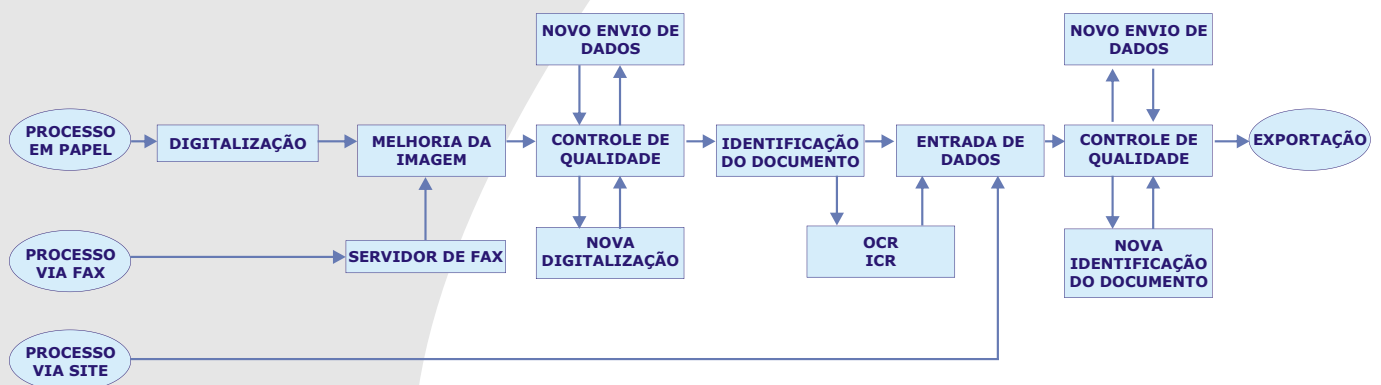 NOVO ENVIO DE
DADOS
NOVO ENVIO DE
DADOS
PROCESSO
EM PAPEL
DIGITALIZAÇÃO
MELHORIA DA
IMAGEM
CONTROLE DE
QUALIDADE
IDENTIFICAÇÃO
DO DOCUMENTO
ENTRADA DE
DADOS
CONTROLE DE
QUALIDADE
EXPORTAÇÃO
PROCESSO
VIA FAX
SERVIDOR DE FAX
NOVA
DIGITALIZAÇÃO
OCR
ICR
NOVA
IDENTIFICAÇÃO
DO DOCUMENTO
PROCESSO
VIA SITE